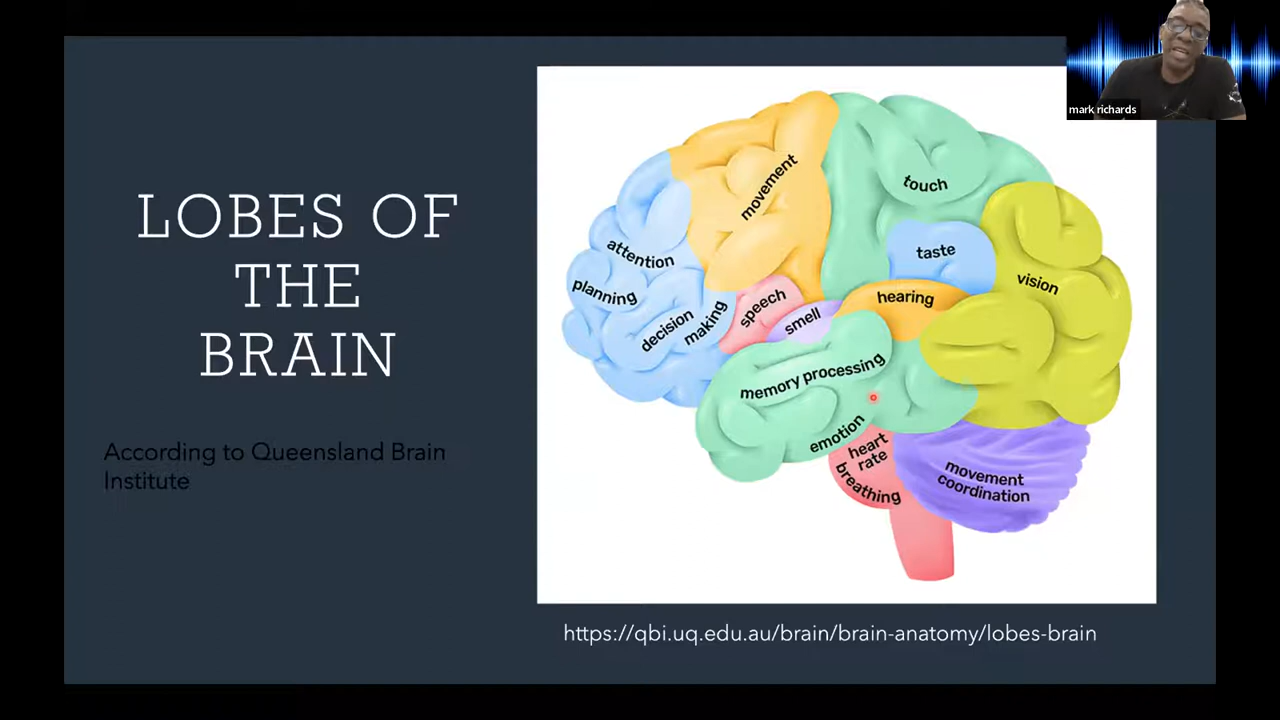 mark richards
LOBES OF
THE
BRAIN
According to Queensland Brain
Institute
movement
touch
attention
planning
decision
making
speech
smell
taste
hearing
vision
memory processing
emotion
heart
rate
breathing
movement
coordination
https://qbi.uq.edu.au/brain/brain-anatomy/lobes-brain